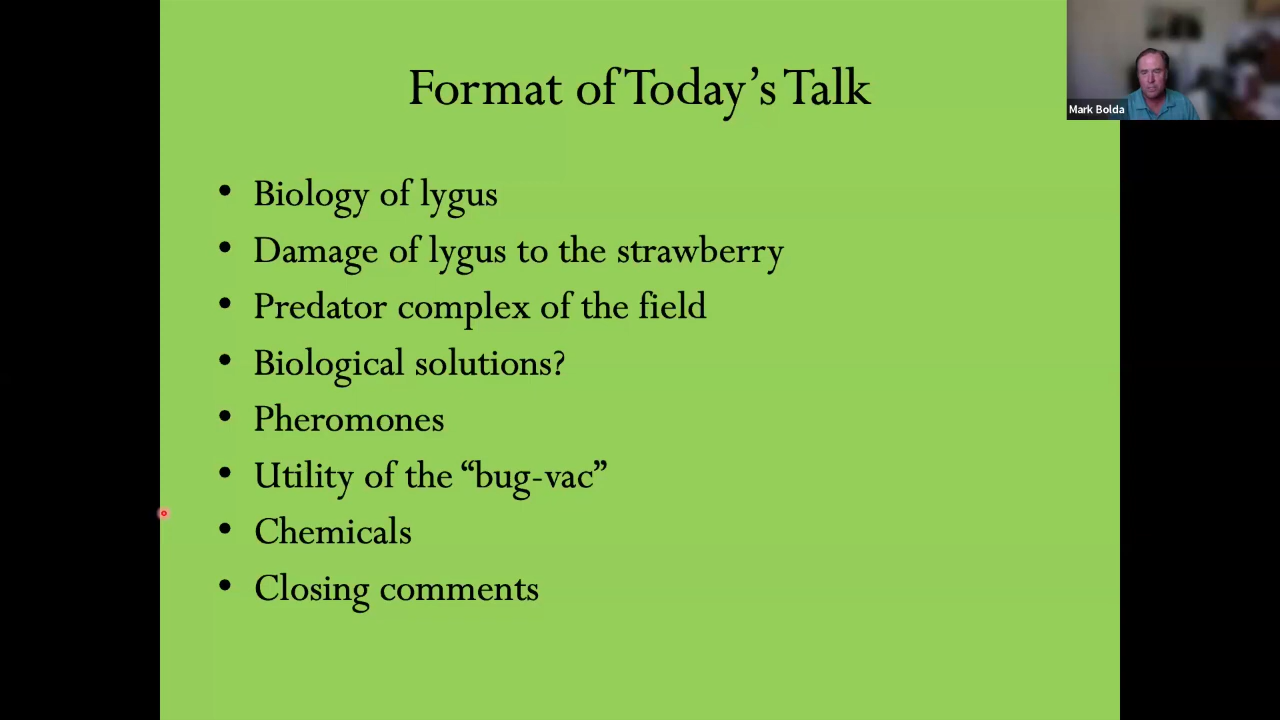 Format of Today’s Talk
Mark Bolda
• Biology of lygus
• Damage of lygus to the strawberry
• Predator complex of the field
• Biological solutions?
• Pheromones
• Utility of the “bug-vac”
• Chemicals
• Closing comments